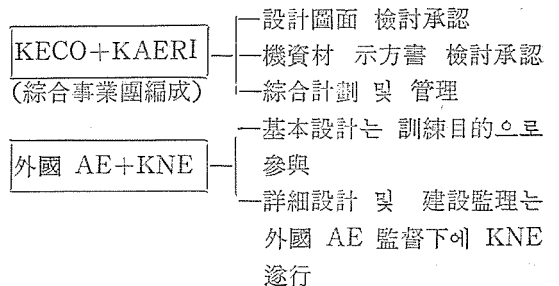 設計圖面 檢討承認
KECO+KAERI
機資材 示方書 檢討承認
(綜合事業團編成)
綜合計劃 및 管理
基本設計는 訓練目的으로
外國 AE+KNE
參與
詳細設計 및 建設監理는
外國 AE 監督下에 KNE
遂行